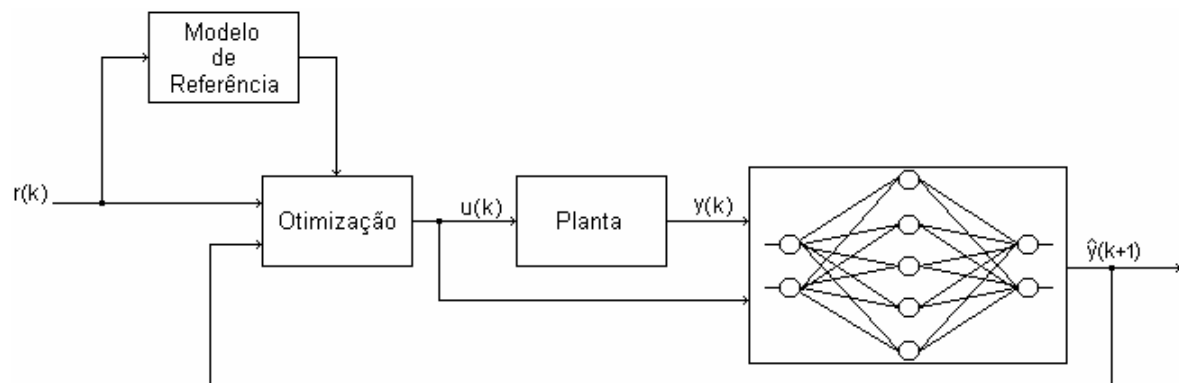 Modelo
de
Referência
r(k)
Otimização
u(k)
Planta
y(k)
ŷ(k+1)